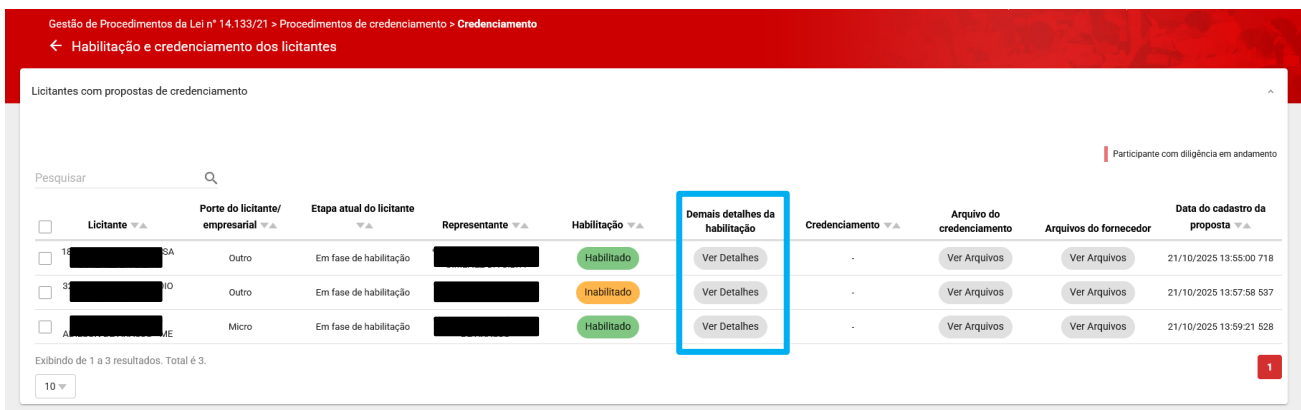 Gestão de Procedimentos da Lei n° 14.133/21 > Procedimentos de credenciamento > Credenciamento
Habilitação e credenciamento dos licitantes
Licitantes com propostas de credenciamento
Participante com diligência em andamento
Pesquisar
Licitante Porte do licitante/ empresarial Etapa atual do licitante Representante Habilitação Demais detalhes da habilitação Credenciamento Arquivo do credenciamento Arquivos do fornecedor Data do cadastro da proposta
18 SA Outro Em fase de habilitação Habilitado Ver Detalhes - Ver Arquivos Ver Arquivos 21/10/2025 13:55:00 718
DIO Outro Em fase de habilitação Inabilitado Ver Detalhes - Ver Arquivos Ver Arquivos 21/10/2025 13:57:58 537
ME Micro Em fase de habilitação Habilitado Ver Detalhes - Ver Arquivos Ver Arquivos 21/10/2025 13:59:21 528
Exibindo de 1 a 3 resultados. Total é 3.
10
1